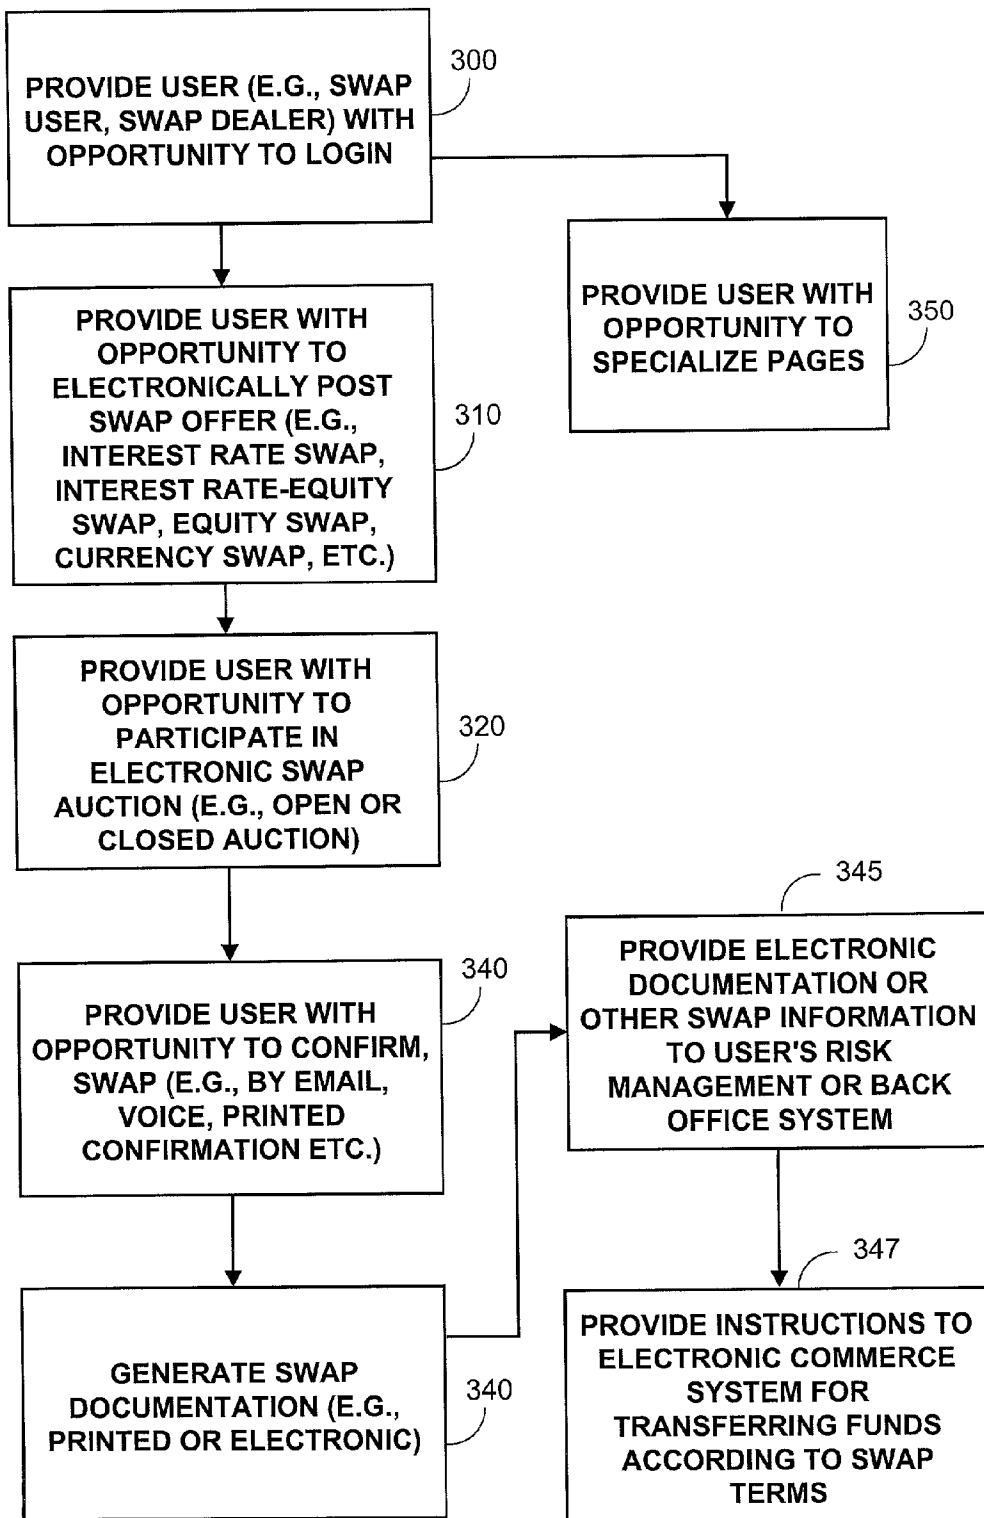 PROVIDE USER (E.G., SWAP
USER, SWAP DEALER) WITH
OPPORTUNITY TO LOGIN
300
PROVIDE USER WITH
OPPORTUNITY TO
SPECIALIZE PAGES
350
PROVIDE USER WITH
OPPORTUNITY TO
ELECTRONICALLY POST
SWAP OFFER (E.G.,
INTEREST RATE SWAP,
INTEREST RATE-EQUITY
SWAP, EQUITY SWAP,
CURRENCY SWAP, ETC.)
310
PROVIDE USER WITH
OPPORTUNITY TO
PARTICIPATE IN
ELECTRONIC SWAP
AUCTION (E.G., OPEN OR
CLOSED AUCTION)
320
PROVIDE USER WITH
OPPORTUNITY TO CONFIRM,
SWAP (E.G., BY EMAIL,
VOICE, PRINTED
CONFIRMATION ETC.)
340
GENERATE SWAP
DOCUMENTATION (E.G.,
PRINTED OR ELECTRONIC)
340
345
PROVIDE ELECTRONIC
DOCUMENTATION OR
OTHER SWAP INFORMATION
TO USER'S RISK
MANAGEMENT OR BACK
OFFICE SYSTEM
347
PROVIDE INSTRUCTIONS TO
ELECTRONIC COMMERCE
SYSTEM FOR
TRANSFERRING FUNDS
ACCORDING TO SWAP
TERMS